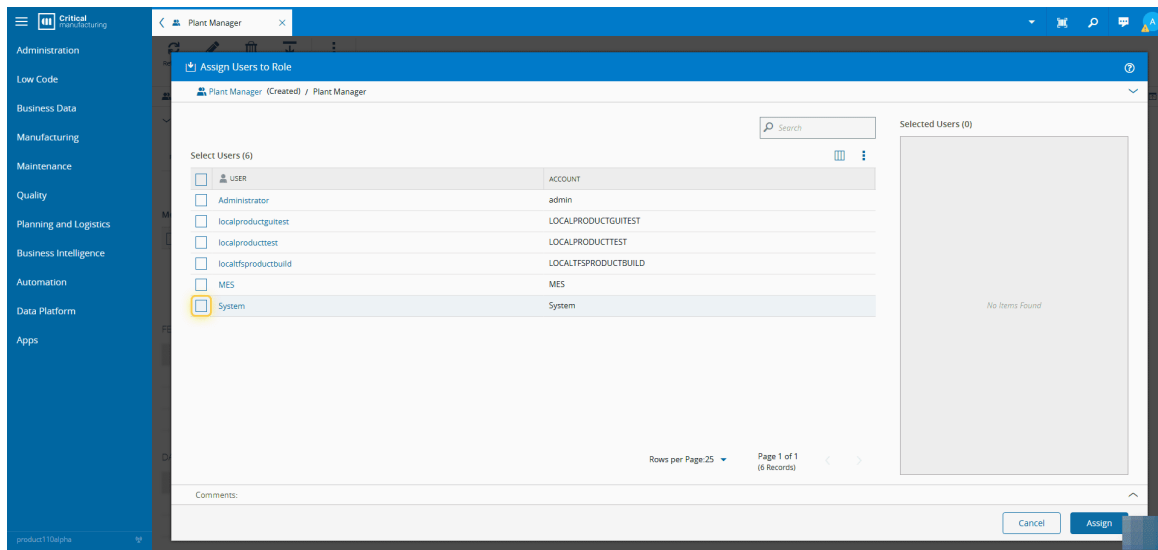 Critical
manufacturing
Plant Manager
A
Administration
Low Code
Business Data
Manufacturing
Maintenance
Quality
Planning and Logistics
Business Intelligence
Automation
Data Platform
Apps
product110alpha
Assign Users to Role
Plant Manager (Created) / Plant Manager
Search
Selected Users (0)
Select Users (6)
USER ACCOUNT
Administrator admin
localproductguitest LOCALPRODUCTGUITEST
localproducttest LOCALPRODUCTTEST
localtfsproductbuild LOCALTFSPRODUCTBUILD
MES MES
System System
No Items Found
Rows per Page:25 Page 1 of 1
(6 Records)
Comments:
Cancel Assign